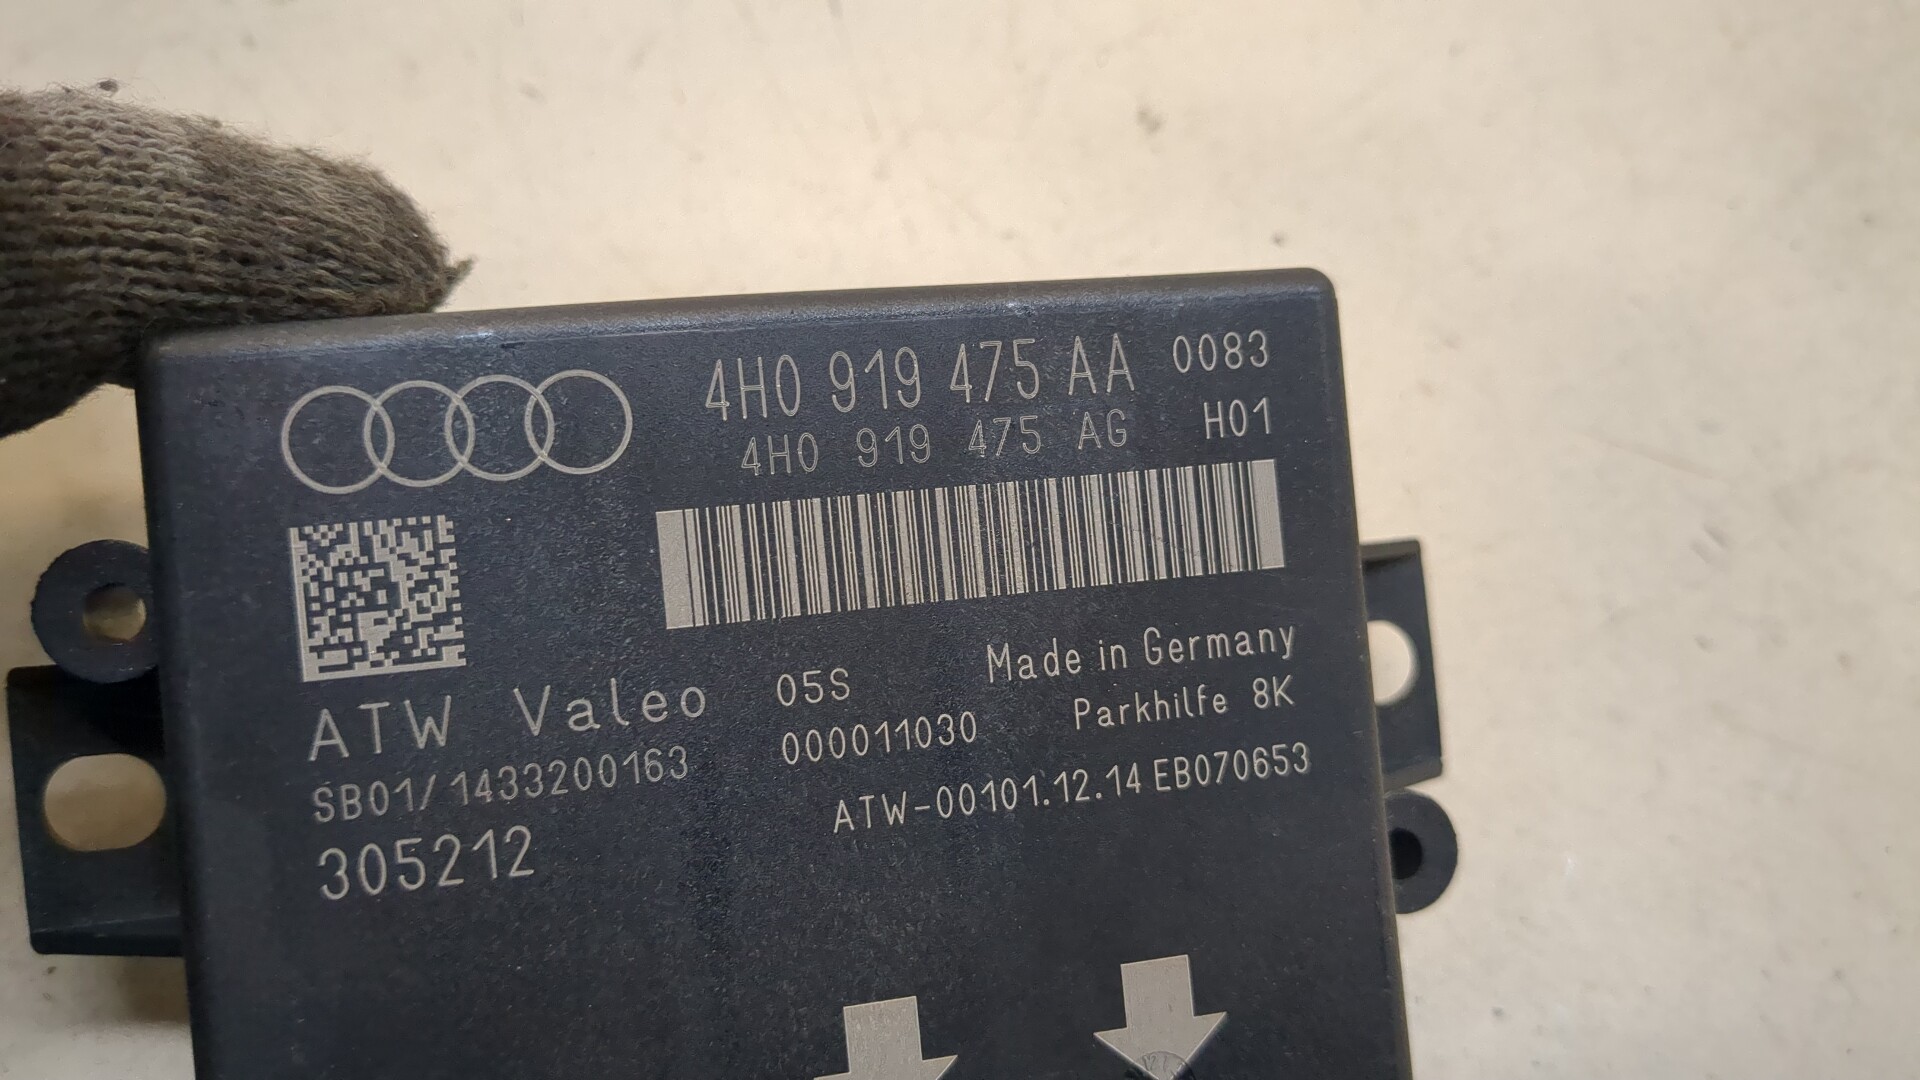 4H0 919 475 AA 0083
4H0 919 475 AG H01
Made in Germany
ATW Valeo 05S
Parkhilfe 8K
SB01/1433200163 000011030
ATW-00101.12.14 EB070653
305212